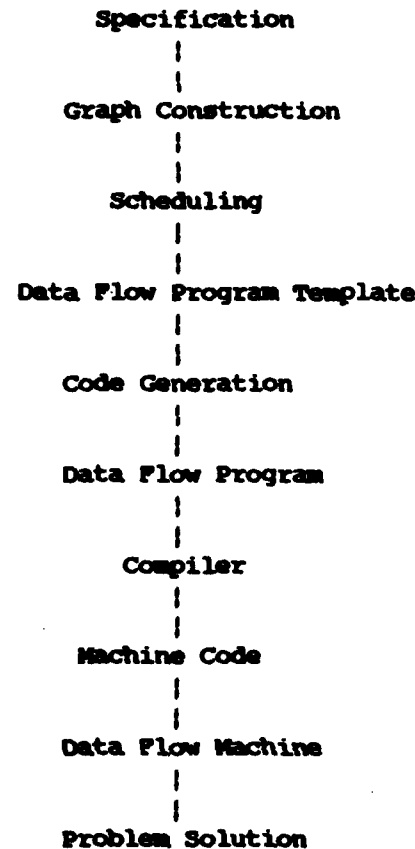 Specification
Graph Construction
Scheduling
Data Flow Program Template
Code Generation
Data Flow Program
Compiler
Machine Code
Data Flow Machine
Problem Solution